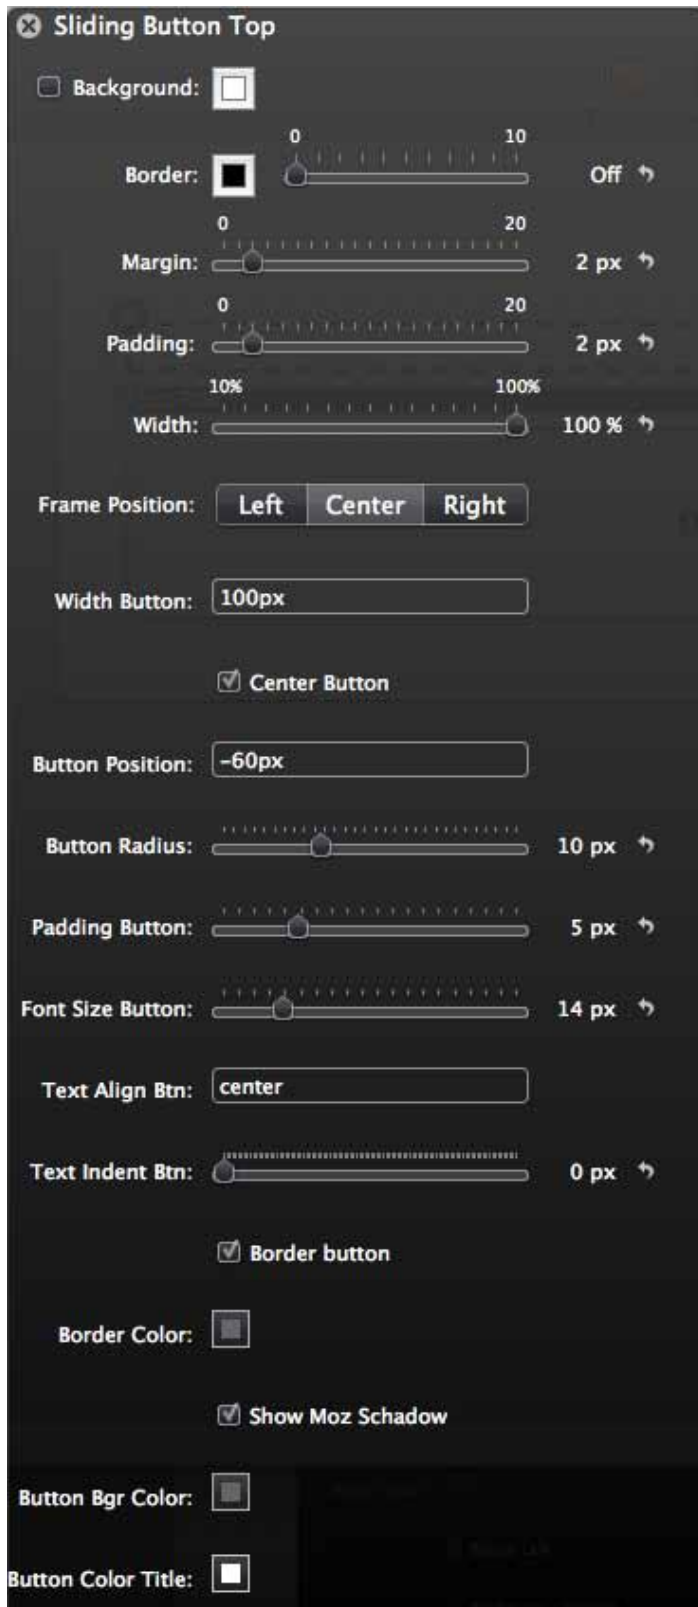 Sliding Button Top
Background:
0 10
Border: Off
0 20
Margin: 2 px
0 20
Padding: 2 px
10% 100%
Width: 100 %
Frame Position: Left Center Right
Width Button: 100px
Center Button
Button Position: -60px
Button Radius: 10 px
Padding Button: 5 px
Font Size Button: 14 px
Text Align Btn: center
Text Indent Btn: 0 px
Border button
Border Color:
Show Moz Schadow
Button Bgr Color:
Button Color Title: